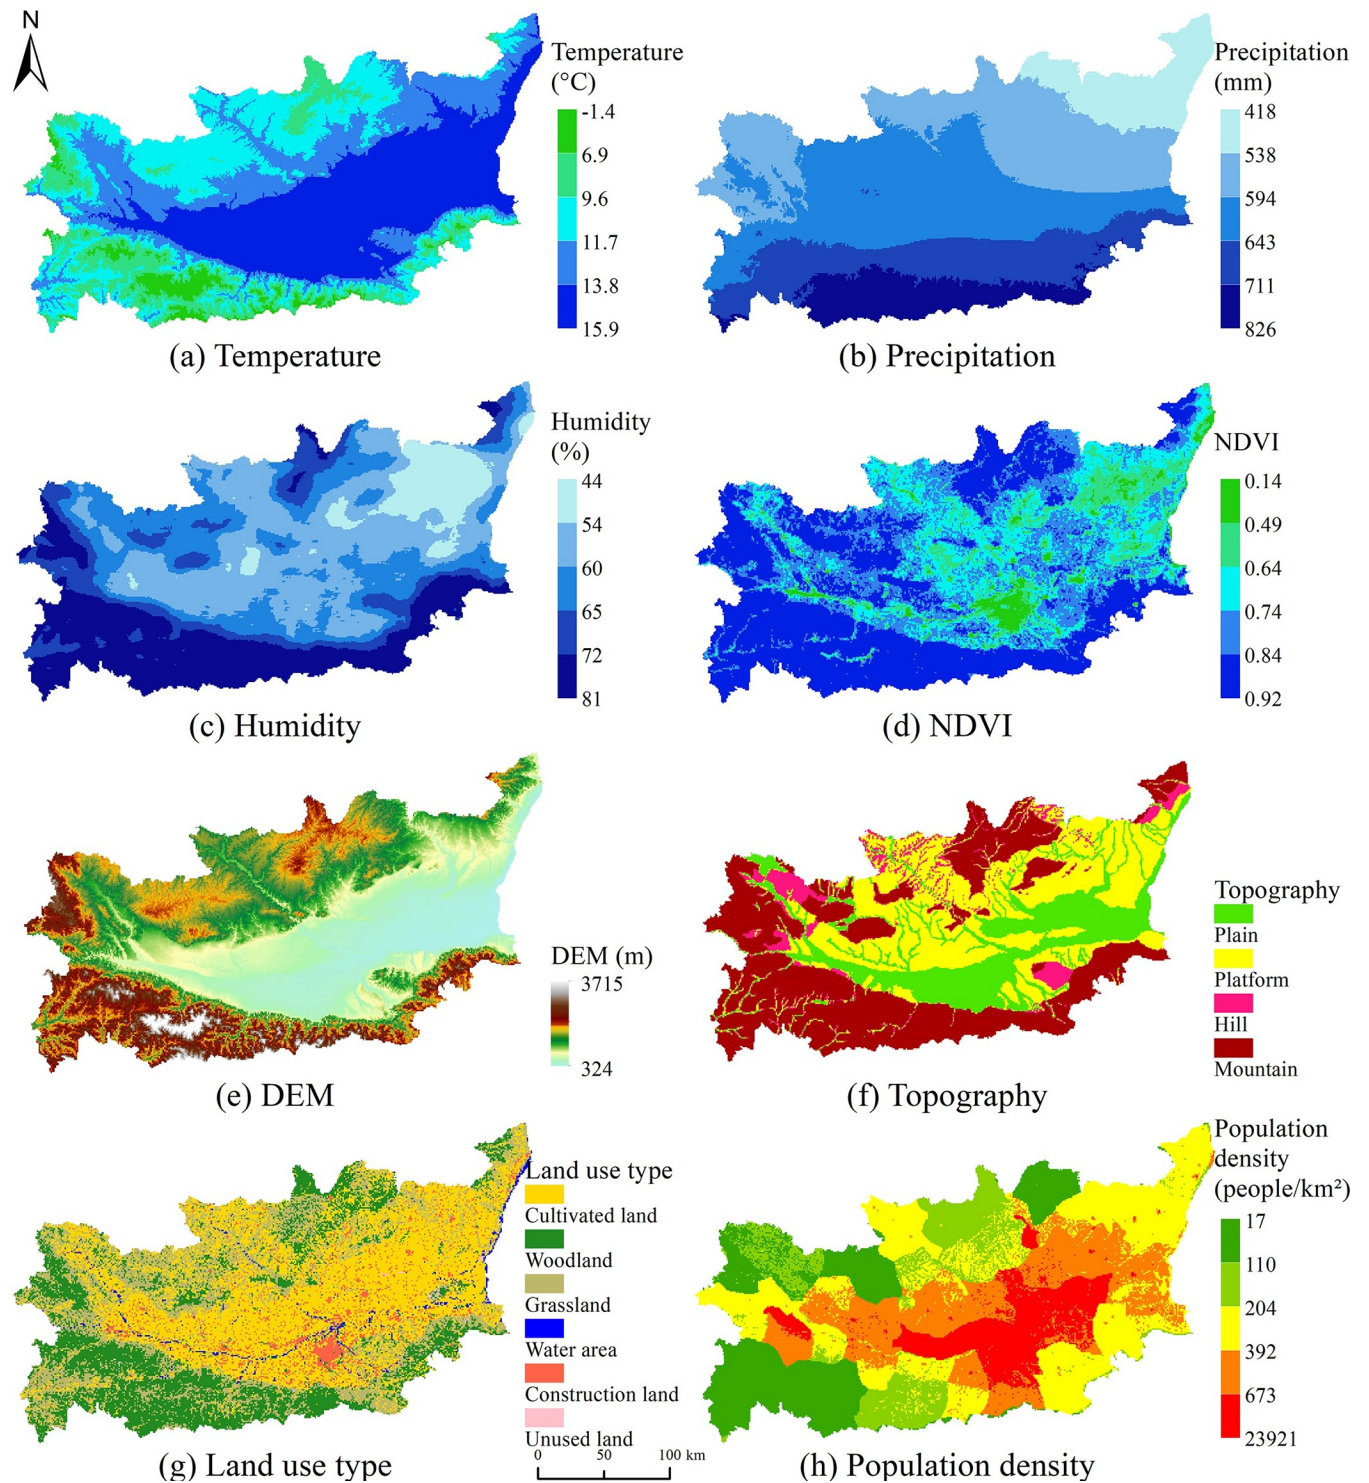 N
Temperature
(°C)
-1.4
6.9
9.6
11.7
13.8
15.9
(a) Temperature
Precipitation
(mm)
418
538
594
643
711
826
(b) Precipitation
Humidity
(%)
44
54
60
65
72
81
(c) Humidity
NDVI
0.14
0.49
0.64
0.74
0.84
0.92
(d) NDVI
DEM (m)
3715
324
(e) DEM
Topography
Plain
Platform
Hill
Mountain
(f) Topography
Land use type
Cultivated land
Woodland
Grassland
Water area
Construction land
Unused land
0 50 100 km
(g) Land use type
Population
density
(people/km²)
17
110
204
392
673
23921
(h) Population density